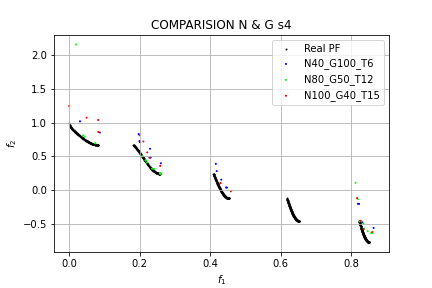 COMPARISION N & G s4
Real PF
N40_G100_T6
N80_G50_T12
N100_G40_T15
2.0
1.5
1.0
0.5
0.0
−0.5
f2
0.0 0.2 0.4 0.6 0.8
f1